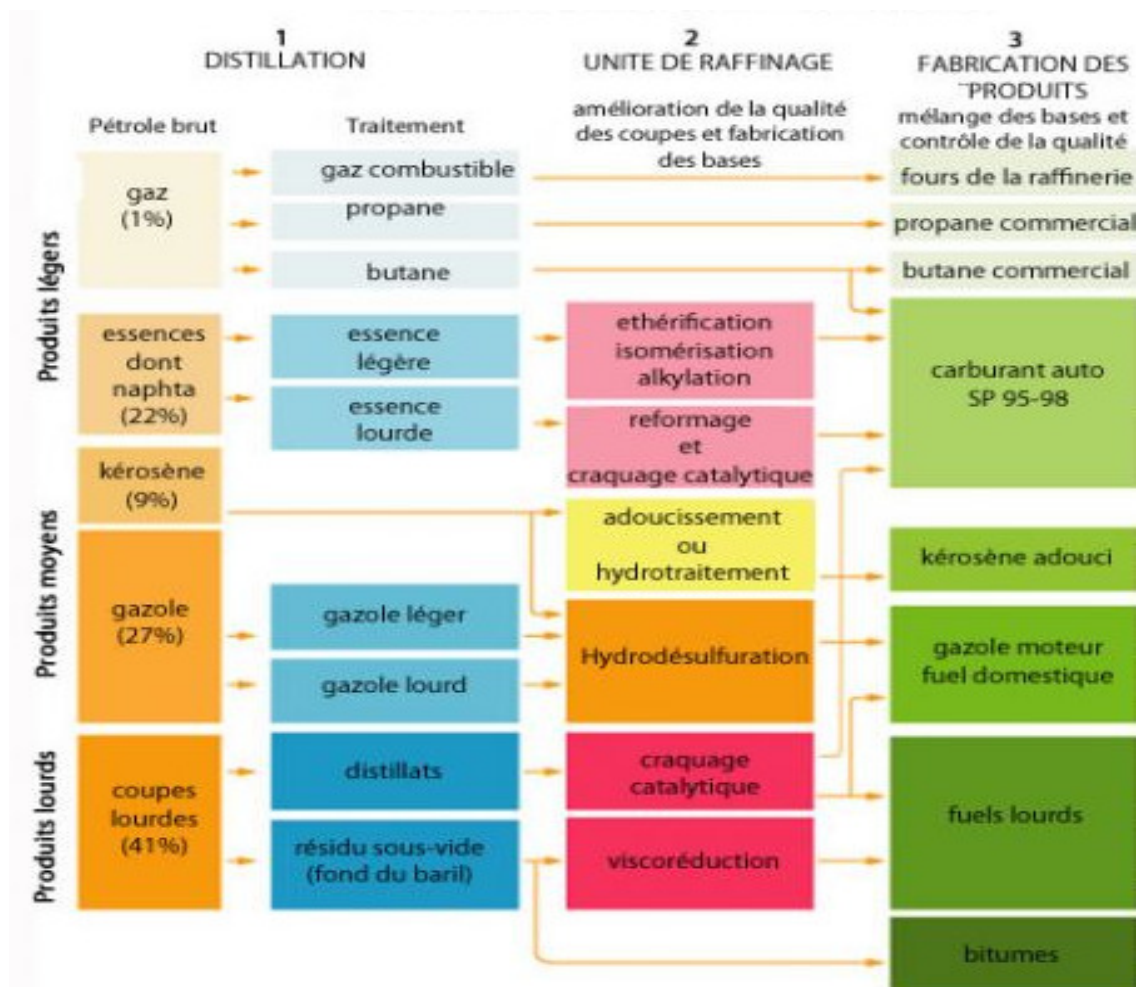 1
DISTILLATION
2
UNITE DE RAFFINAGE
3
FABRICATION DES
PRODUITS
Pétrole brut
Traitement
amélioration de la qualité
des coupes et fabrication
des bases
mélange des bases et
contrôle de la qualité
Produits légers
gaz
(1%)
gaz combustible
fours de la raffinerie
propane
propane commercial
butane
butane commercial
essences
dont
naphta
(22%)
essence
légère
essence
lourde
ethérification
isomérisation
alkylation
reformage
et
craquage catalytique
carburant auto
SP 95-98
Produits moyens
kérosène
(9%)
adoucissement
ou
hydrotraitement
kérosène adouci
gazole
(27%)
gazole léger
gazole lourd
Hydrodésulfuration
gazole moteur
fuel domestique
Produits lourds
coupes
lourdes
(41%)
distillats
craquage
catalytique
résidu sous-vide
(fond du baril)
viscoréduction
fuels lourds
bitumes